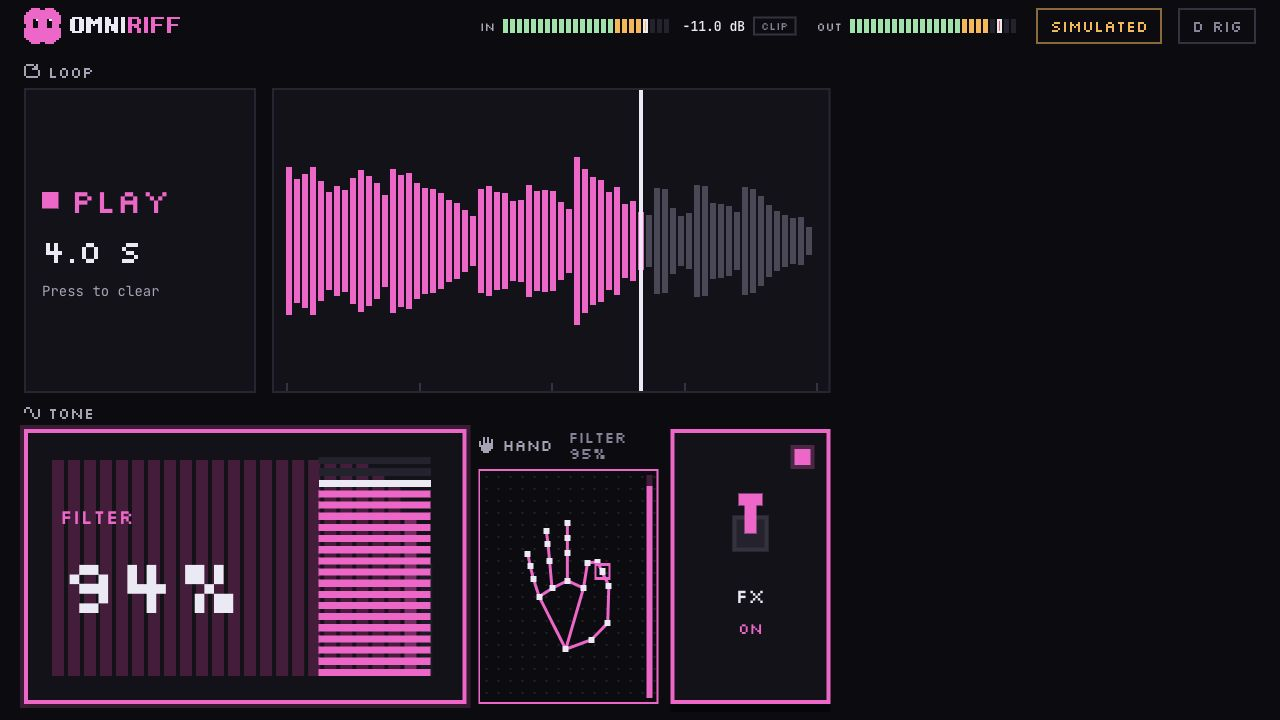 OMNIRIFF
IN
-11.0 dB
CLIP
OUT
SIMULATED
D RIG
LOOP
PLAY
4.0 S
Press to clear
TONE
FILTER
94%
HAND
FILTER
95%
FX
ON